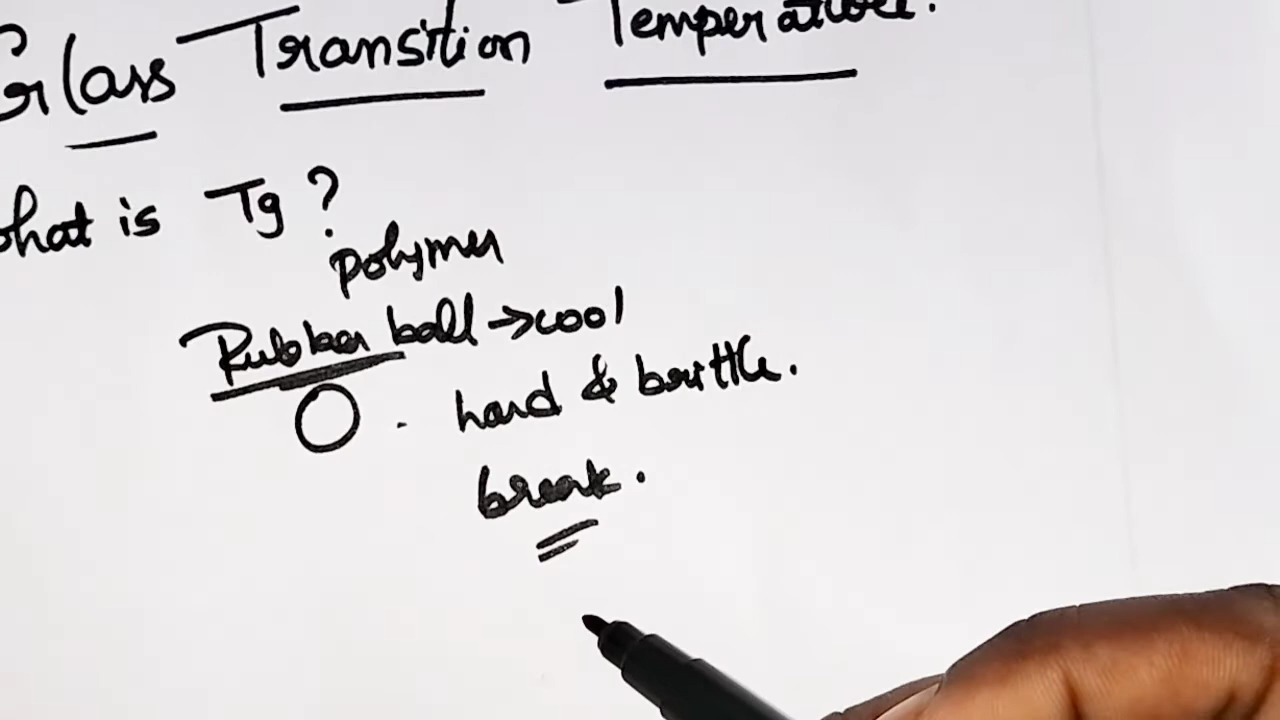 Glass Transition Temperature.
What is Tg?
polymer
Rubber ball → cool
hard & brittle.
break.